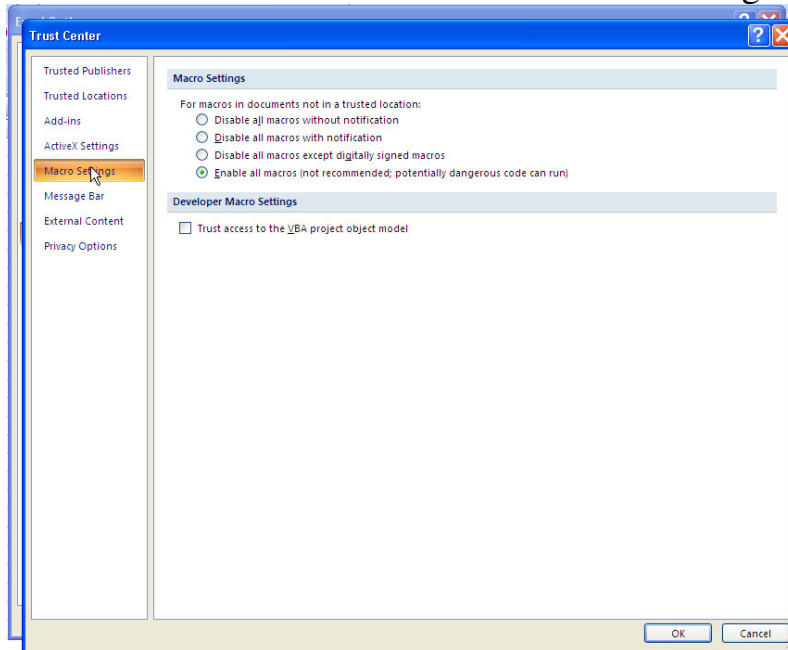 Trust Center
Trusted Publishers
Trusted Locations
Add-ins
ActiveX Settings
Macro Settings
Message Bar
External Content
Privacy Options
Macro Settings
For macros in documents not in a trusted location:
Disable all macros without notification
Disable all macros with notification
Disable all macros except digitally signed macros
Enable all macros (not recommended; potentially dangerous code can run)
Developer Macro Settings
Trust access to the VBA project object model
OK Cancel